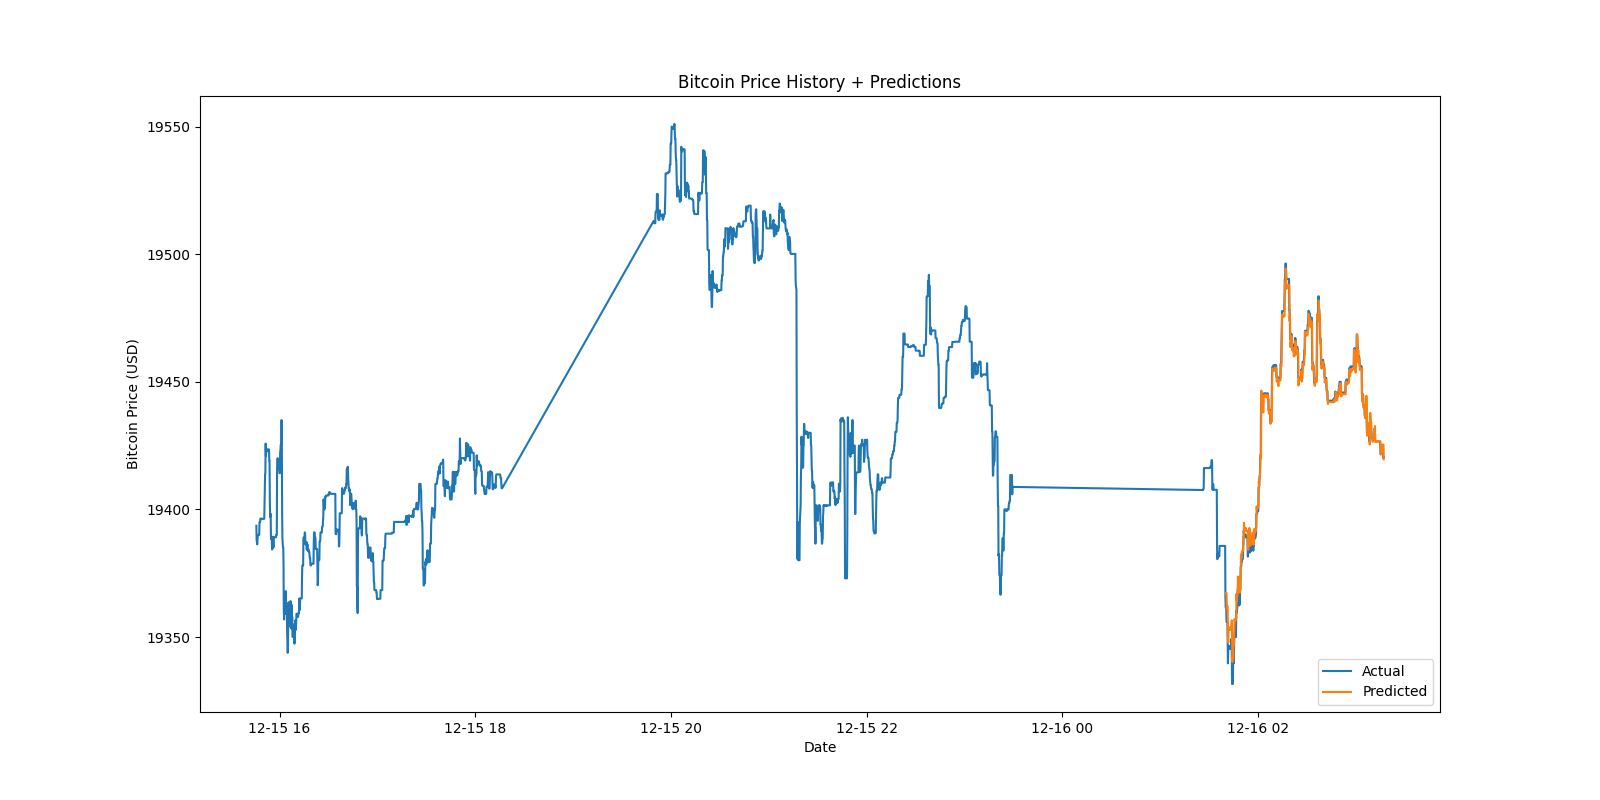 Bitcoin Price History + Predictions
Bitcoin Price (USD)
19550
19500
19450
19400
19350
12-15 16
12-15 18
12-15 20
12-15 22
12-16 00
12-16 02
Date
Actual
Predicted